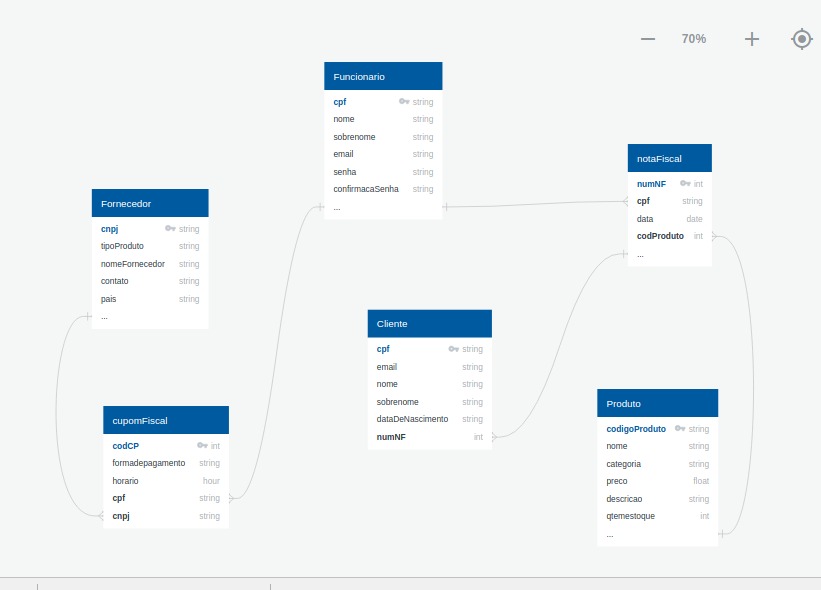 70%
Funcionario
cpf string
nome string
sobrenome string
email string
senha string
confirmacaSenha string
...
notaFiscal
numNF int
cpf string
data date
codProduto int
...
Fornecedor
cnpj string
tipoProduto string
nomeFornecedor string
contato string
pais string
...
Cliente
cpf string
email string
nome string
sobrenome string
dataDeNascimento string
numNF int
cupomFiscal
codCP int
formadepagamento string
horario hour
cpf string
cnpj string
Produto
codigoProduto string
nome string
categoria string
preco float
descricao string
qtemestoque int
...